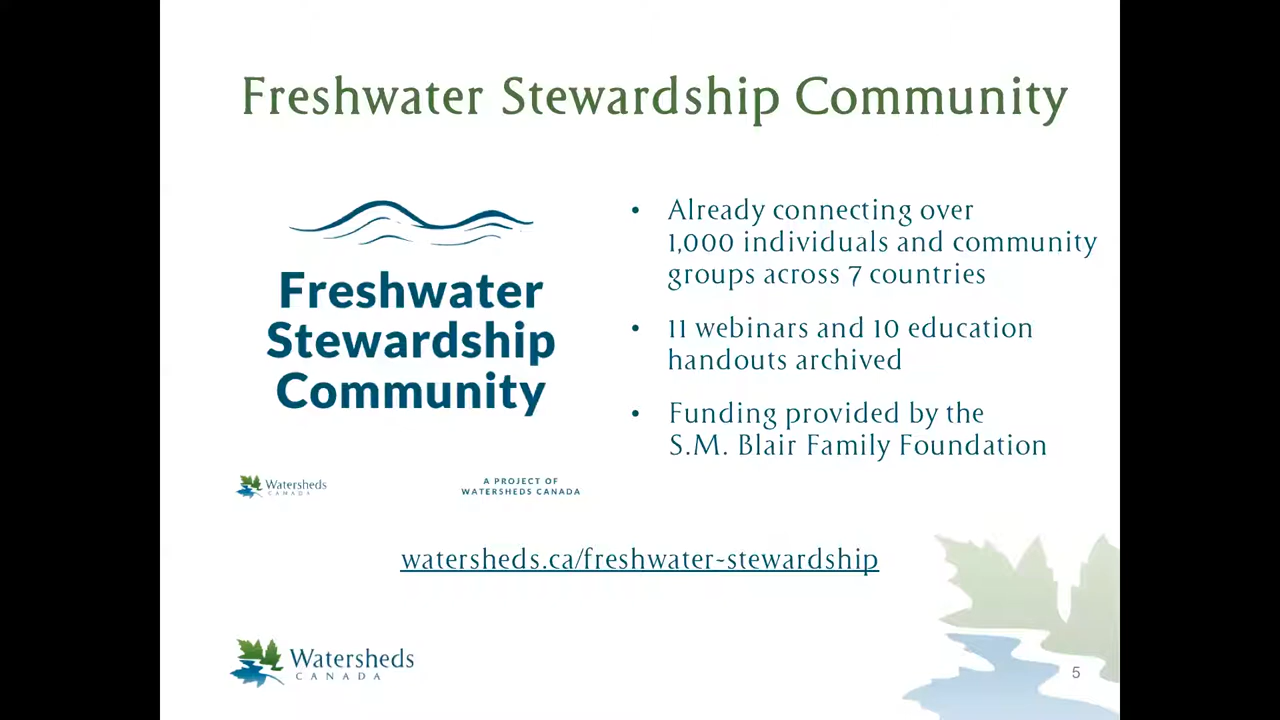 Freshwater Stewardship Community
Freshwater
Stewardship
Community
Watersheds
CANADA
A PROJECT OF
WATERSHEDS CANADA
• Already connecting over
1,000 individuals and community
groups across 7 countries
• 11 webinars and 10 education
handouts archived
• Funding provided by the
S.M. Blair Family Foundation
watersheds.ca/freshwater-stewardship
Watersheds
CANADA
5